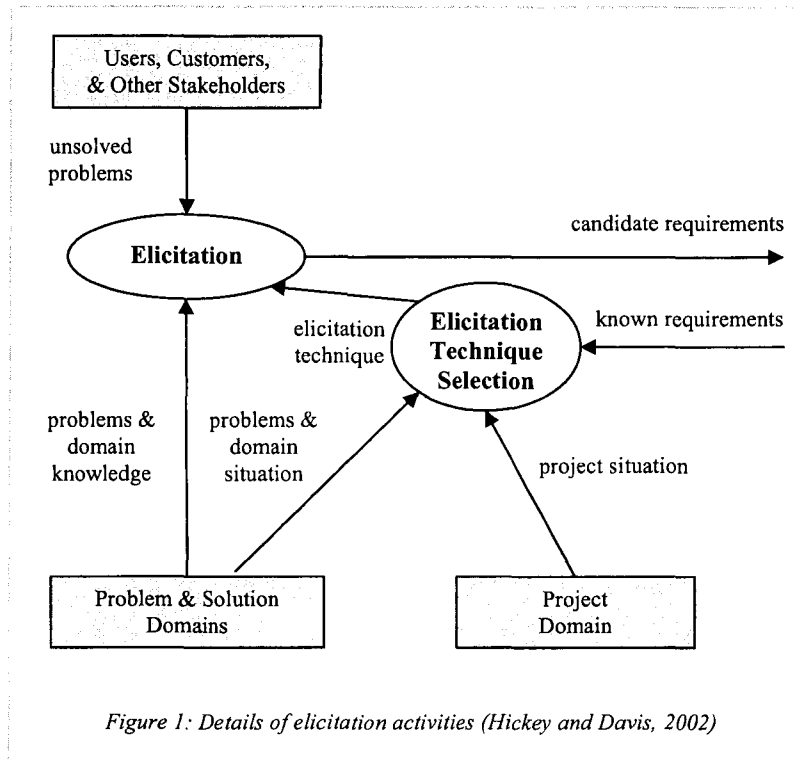 Users, Customers,
& Other Stakeholders
unsolved
problems
Elicitation
candidate requirements
elicitation
technique
Elicitation
Technique
Selection
known requirements
problems &
domain
knowledge
problems &
domain
situation
project situation
Problem & Solution
Domains
Project
Domain
Figure 1: Details of elicitation activities (Hickey and Davis, 2002)